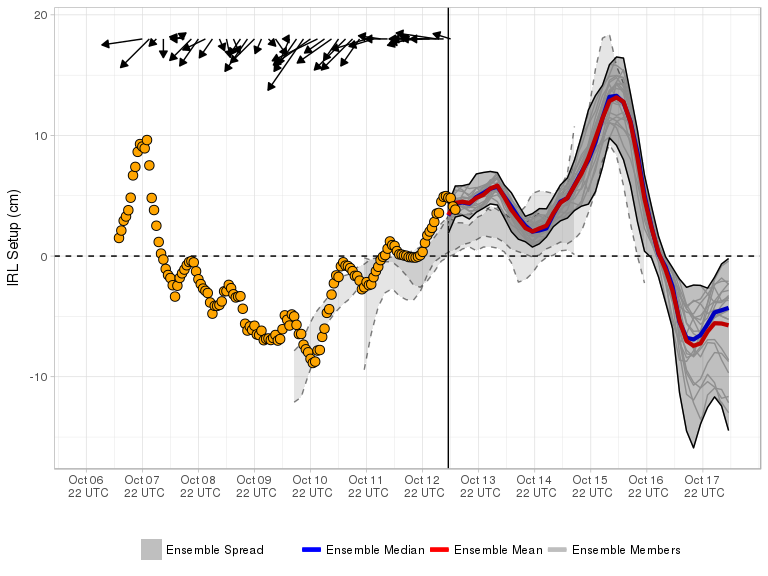 20
10
0
-10
IRL Setup (cm)
Oct 06 Oct 07 Oct 08 Oct 09 Oct 10 Oct 11 Oct 12 Oct 13 Oct 14 Oct 15 Oct 16 Oct 17
22 UTC 22 UTC 22 UTC 22 UTC 22 UTC 22 UTC 22 UTC 22 UTC 22 UTC 22 UTC 22 UTC 22 UTC
Ensemble Spread Ensemble Median Ensemble Mean Ensemble Members